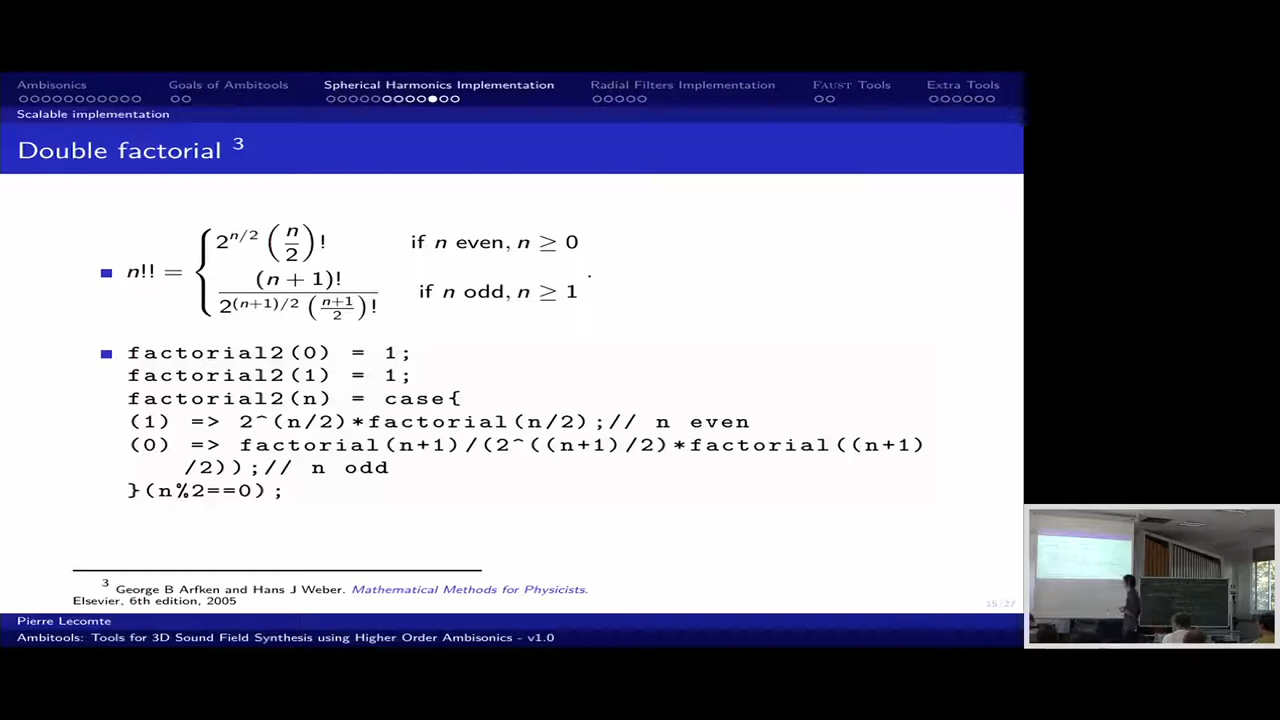 Ambisonics Goals of Ambitools Spherical Harmonics Implementation Radial Filters Implementation FAUST Tools Extra Tools
Scalable implementation
Double factorial 3
n!! = { 2^{n/2} (n/2)! if n even, n ≥ 0
(n + 1)! / 2^{(n+1)/2} ((n+1)/2)! if n odd, n ≥ 1 .
factorial2(0) = 1;
factorial2(1) = 1;
factorial2(n) = case{
(1) => 2^(n/2)*factorial(n/2);// n even
(0) => factorial(n+1)/(2^((n+1)/2)*factorial((n+1)
/2));// n odd
}(n%2==0);
3 George B Arfken and Hans J Weber. Mathematical Methods for Physicists.
Elsevier, 6th edition, 2005
15/27
Pierre Lecomte
Ambitools: Tools for 3D Sound Field Synthesis using Higher Order Ambisonics - v1.0